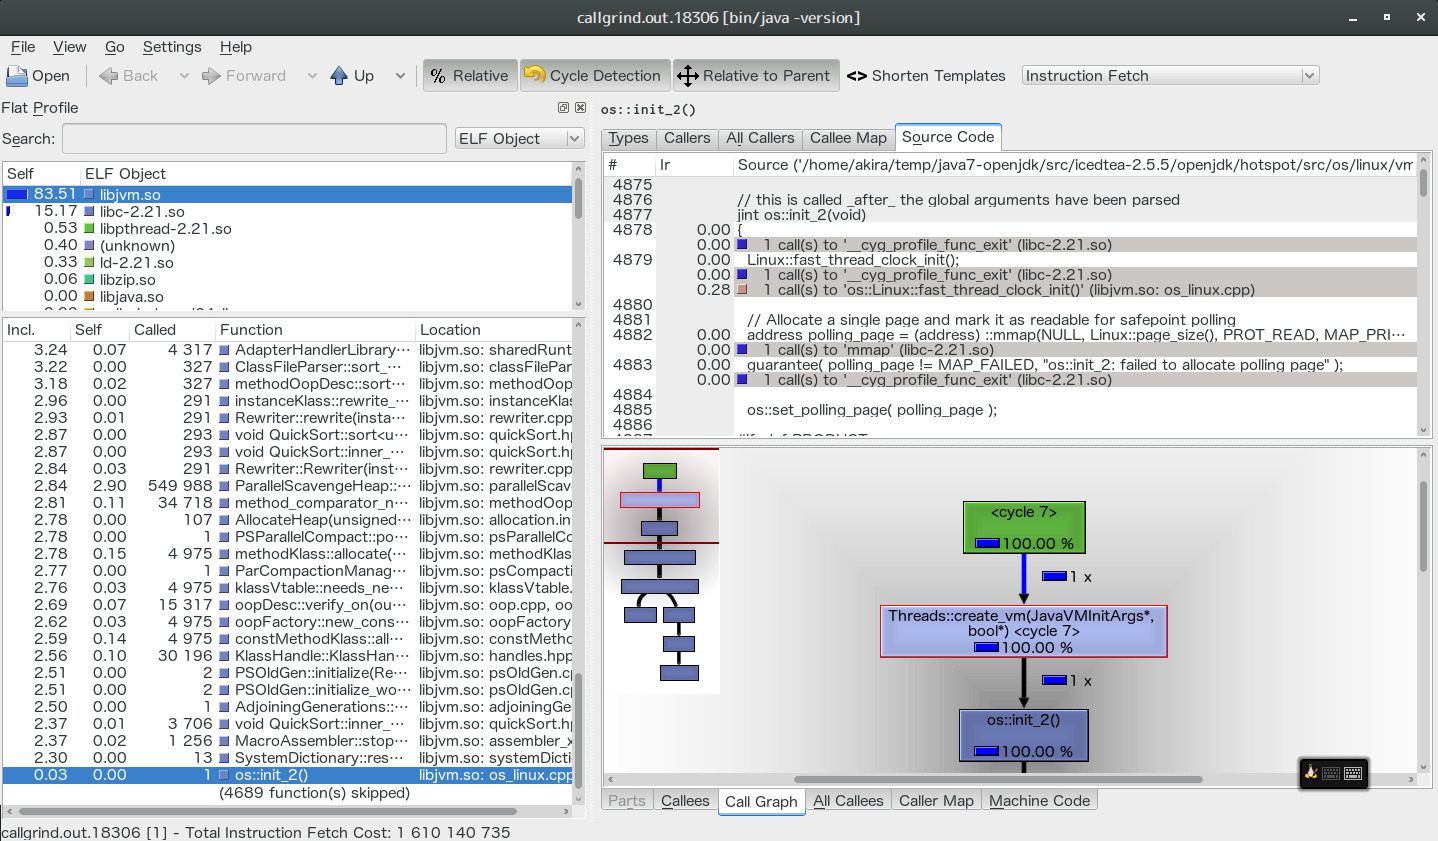 callgrind.out.18306 [bin/java -version]
File View Go Settings Help
Open Back Forward Up % Relative Cycle Detection Relative to Parent <> Shorten Templates Instruction Fetch
Flat Profile
Search: ELF Object
Self ELF Object
83.51 libjvm.so
15.17 libc-2.21.so
0.53 libpthread-2.21.so
0.40 (unknown)
0.33 ld-2.21.so
0.06 libzip.so
0.00 libjava.so
Incl. Self Called Function Location
3.24 0.07 4 317 AdapterHandlerLibrary··· libjvm.so: sharedRunt
3.22 0.00 327 ClassFileParser::sort··· libjvm.so: classFilePar
3.18 0.02 327 methodOopDesc::sort··· libjvm.so: methodOop
2.96 0.00 291 instanceKlass::rewrite_··· libjvm.so: instanceKlas
2.93 0.01 291 Rewriter::rewrite(insta··· libjvm.so: rewriter.cpp
2.87 0.00 293 void QuickSort::sort<u··· libjvm.so: quickSort.hp
2.87 0.00 293 void QuickSort::inner_··· libjvm.so: quickSort.hp
2.84 0.03 291 Rewriter::Rewriter(inst··· libjvm.so: rewriter.cpp
2.84 2.90 549 988 ParallelScavengeHeap::··· libjvm.so: parallelScav
2.81 0.11 34 718 method_comparator_n··· libjvm.so: methodOop
2.78 0.00 107 AllocateHeap(unsigned··· libjvm.so: allocation.in
2.78 0.00 1 PSParallelCompact::po··· libjvm.so: psParallelCo
2.78 0.15 4 975 methodKlass::allocate(··· libjvm.so: methodKlas
2.77 0.00 1 ParCompactionManag··· libjvm.so: psCompacti
2.76 0.03 4 975 klassVtable::needs_ne··· libjvm.so: klassVtable.
2.69 0.07 15 317 oopDesc::verify_on(ou··· libjvm.so: oop.cpp, oo
2.62 0.03 4 975 oopFactory::new_cons··· libjvm.so: oopFactory
2.59 0.14 4 975 constMethodKlass::all··· libjvm.so: constMetho
2.56 0.10 30 196 KlassHandle::KlassHan··· libjvm.so: handles.hpp
2.51 0.00 2 PSOldGen::initialize(Re··· libjvm.so: psOldGen.cp
2.51 0.00 2 PSOldGen::initialize_wo··· libjvm.so: psOldGen.cp
2.50 0.00 1 AdjoiningGenerations::··· libjvm.so: adjoiningGe
2.37 0.01 3 706 void QuickSort::inner_··· libjvm.so: quickSort.hp
2.37 0.02 1 256 MacroAssembler::stop··· libjvm.so: assembler_x
2.30 0.00 13 SystemDictionary::res··· libjvm.so: systemDicti
0.03 0.00 1 os::init_2() libjvm.so: os_linux.cpp
(4689 function(s) skipped)
os::init_2()
Types Callers All Callers Callee Map Source Code
# Ir Source ('/home/akira/temp/java7-openjdk/src/icedtea-2.5.5/openjdk/hotspot/src/os/linux/vm
4875
4876 // this is called _after_ the global arguments have been parsed
4877 jint os::init_2(void)
4878 0.00 {
0.00 1 call(s) to '__cyg_profile_func_exit' (libc-2.21.so)
4879 0.00 Linux::fast_thread_clock_init();
0.00 1 call(s) to '__cyg_profile_func_exit' (libc-2.21.so)
0.28 1 call(s) to 'os::Linux::fast_thread_clock_init()' (libjvm.so: os_linux.cpp)
4880
4881 // Allocate a single page and mark it as readable for safepoint polling
4882 0.00 address polling_page = (address) ::mmap(NULL, Linux::page_size(), PROT_READ, MAP_PRI···
0.00 1 call(s) to 'mmap' (libc-2.21.so)
4883 0.00 guarantee( polling_page != MAP_FAILED, "os::init_2: failed to allocate polling page" );
0.00 1 call(s) to '__cyg_profile_func_exit' (libc-2.21.so)
4884
4885 os::set_polling_page( polling_page );
4886
<cycle 7>
100.00 %
1 x
Threads::create_vm(JavaVMInitArgs*,
bool*) <cycle 7>
100.00 %
1 x
os::init_2()
100.00 %
Parts Callees Call Graph All Callees Caller Map Machine Code
callgrind.out.18306 [1] - Total Instruction Fetch Cost: 1 610 140 735